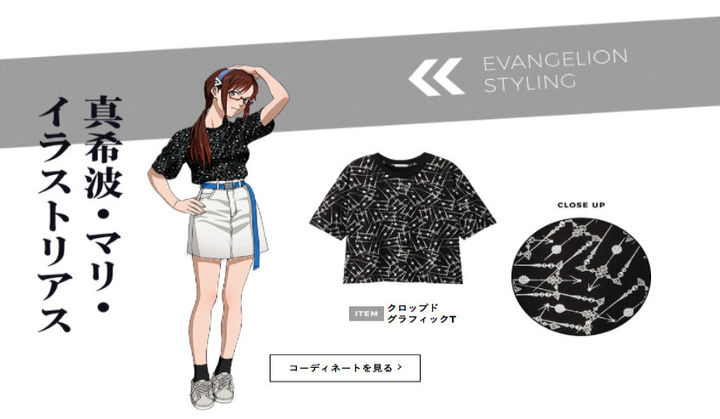 EVANGELION
STYLING
真希波・マリ・
イラストリアス
CLOSE UP
ITEM
クロップド
グラフィックT
コーディネートを見る >